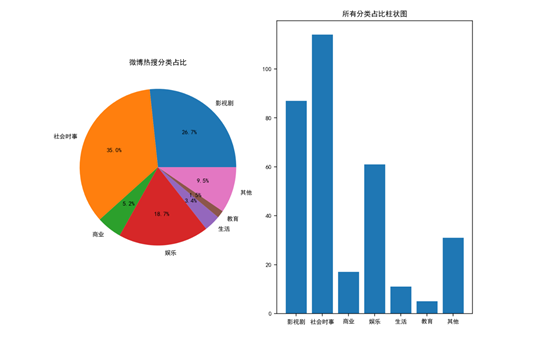 微博热搜分类占比
影视剧
26.7%
社会时事
35.0%
商业
5.2%
娱乐
18.7%
生活
3.4%
教育
1.5%
其他
9.5%
所有分类占比柱状图
100
80
60
40
20
0
影视剧 社会时事 商业 娱乐 生活 教育 其他